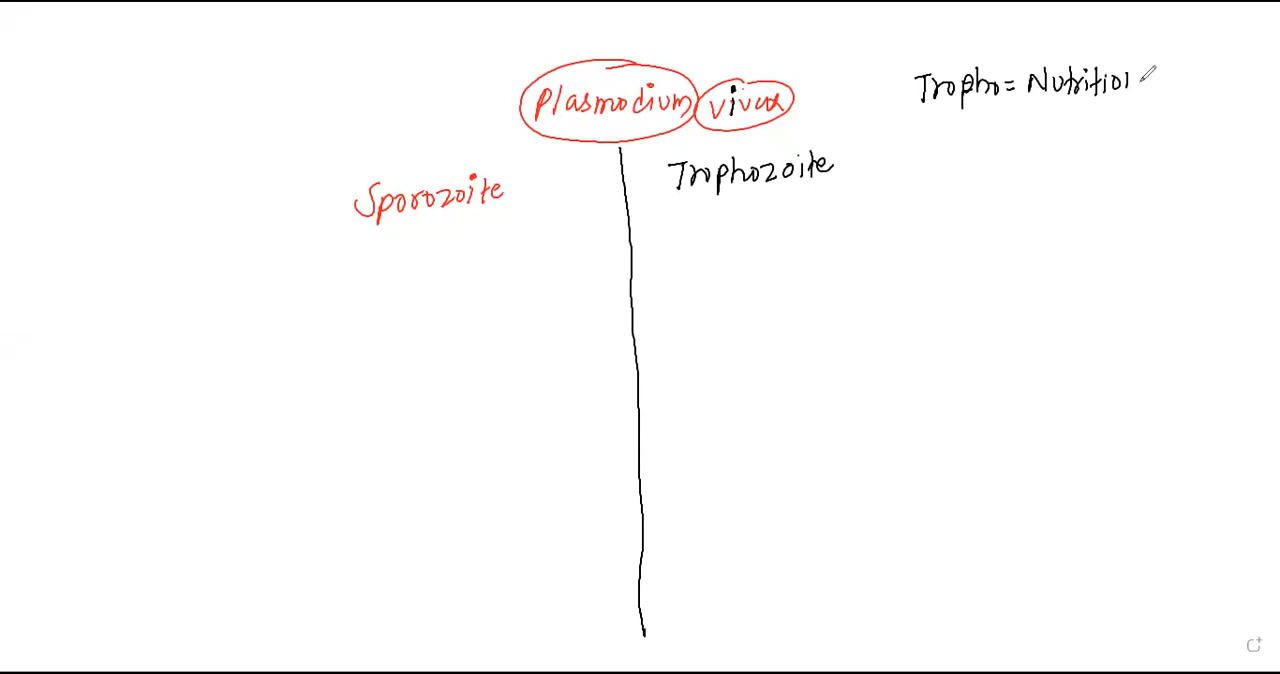 Plasmodium vivax
Tropho = Nutrition
Sporozoite
Trophozoite